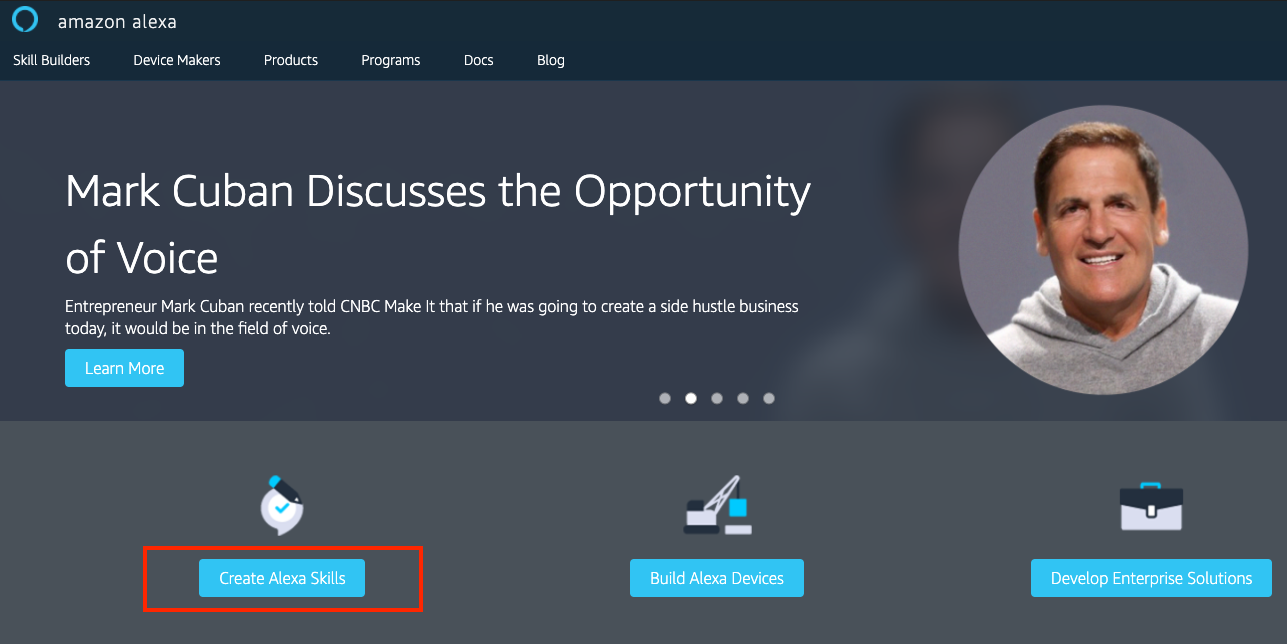 amazon alexa
Skill Builders Device Makers Products Programs Docs Blog
Mark Cuban Discusses the Opportunity
of Voice
Entrepreneur Mark Cuban recently told CNBC Make It that if he was going to create a side hustle business
today, it would be in the field of voice.
Learn More
Create Alexa Skills Build Alexa Devices Develop Enterprise Solutions